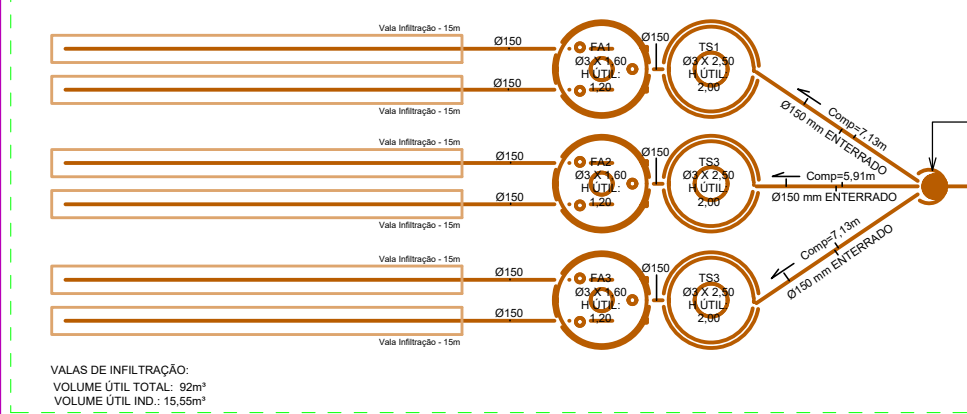 Vala Infiltração - 15m
Ø150
Ø150
Vala Infiltração - 15m
FA1
Ø3 X 1,60
H ÚTIL:
1,20
Ø150
TS1
Ø3 X 2,50
H ÚTIL:
2,00
Comp=7,13m
Ø150 mm ENTERRADO
Vala Infiltração - 15m
Ø150
Ø150
Vala Infiltração - 15m
FA2
Ø3 X 1,60
H ÚTIL:
1,20
Ø150
TS3
Ø3 X 2,50
H ÚTIL:
2,00
Comp=5,91m
Ø150 mm ENTERRADO
Vala Infiltração - 15m
Ø150
Ø150
Vala Infiltração - 15m
FA3
Ø3 X 1,60
H ÚTIL:
1,20
Ø150
TS3
Ø3 X 2,50
H ÚTIL:
2,00
Comp=7,13m
Ø150 mm ENTERRADO
VALAS DE INFILTRAÇÃO:
VOLUME ÚTIL TOTAL: 92m³
VOLUME ÚTIL IND.: 15,55m³